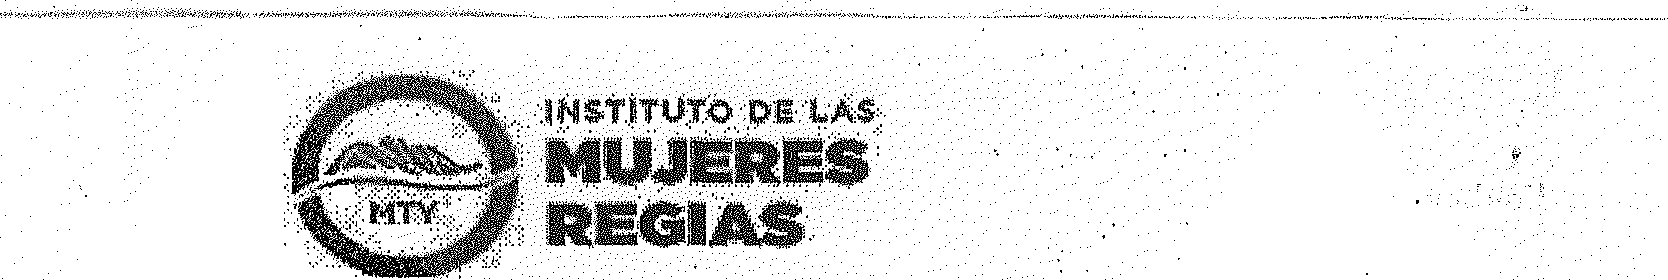 MTY
INSTITUTO DE LAS
MUJERES
REGIAS